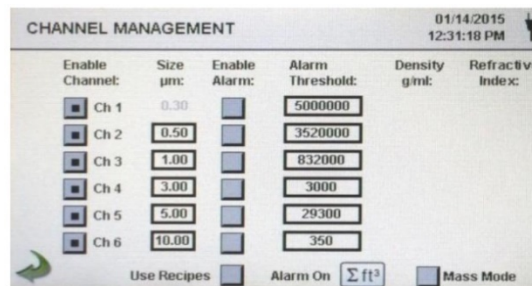 CHANNEL MANAGEMENT
01/14/2015
12:31:18 PM
Enable Size Enable Alarm Density Refractiv
Channel: µm: Alarm: Threshold: g/ml: Index:
Ch 1 0.30 5000000
Ch 2 0.50 3520000
Ch 3 1.00 832000
Ch 4 3.00 3000
Ch 5 5.00 29300
Ch 6 10.00 350
Use Recipes Alarm On Σft³ Mass Mode